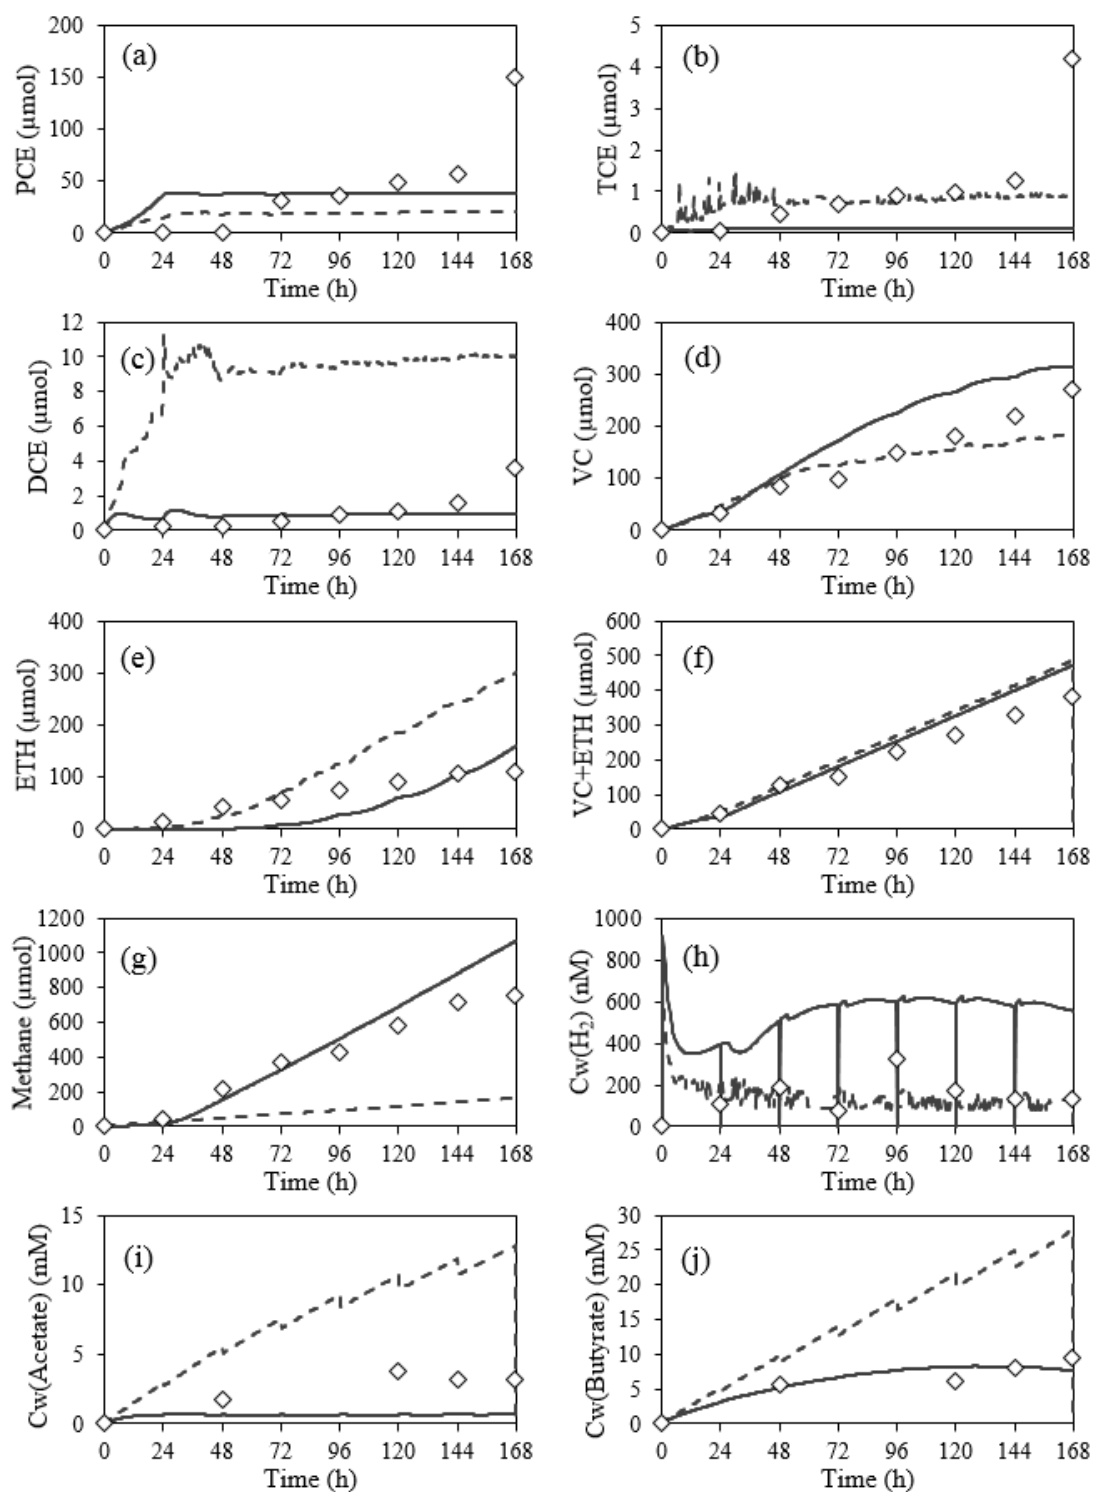 (a)
PCE (µmol)
200
150
100
50
0
0 24 48 72 96 120 144 168
Time (h)
(b)
TCE (µmol)
5
4
3
2
1
0
0 24 48 72 96 120 144 168
Time (h)
(c)
DCE (µmol)
12
10
8
6
4
2
0
0 24 48 72 96 120 144 168
Time (h)
(d)
VC (µmol)
400
300
200
100
0
0 24 48 72 96 120 144 168
Time (h)
(e)
ETH (µmol)
400
300
200
100
0
0 24 48 72 96 120 144 168
Time (h)
(f)
VC+ETH (µmol)
600
500
400
300
200
100
0
0 24 48 72 96 120 144 168
Time (h)
(g)
Methane (µmol)
1200
1000
800
600
400
200
0
0 24 48 72 96 120 144 168
Time (h)
(h)
Cw(H₂) (nM)
1000
800
600
400
200
0
0 24 48 72 96 120 144 168
Time (h)
(i)
Cw(Acetate) (mM)
15
10
5
0
0 24 48 72 96 120 144 168
Time (h)
(j)
Cw(Butyrate) (mM)
30
25
20
15
10
5
0
0 24 48 72 96 120 144 168
Time (h)